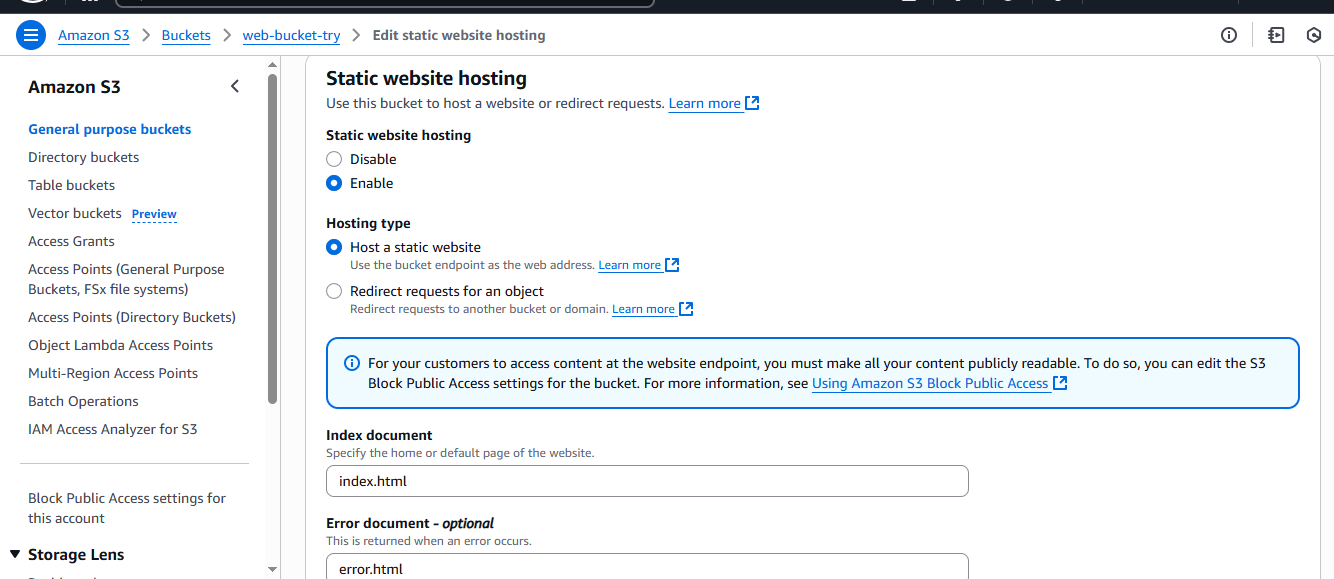 Amazon S3 > Buckets > web-bucket-try > Edit static website hosting
Amazon S3
General purpose buckets
Directory buckets
Table buckets
Vector buckets Preview
Access Grants
Access Points (General Purpose
Buckets, FSx file systems)
Access Points (Directory Buckets)
Object Lambda Access Points
Multi-Region Access Points
Batch Operations
IAM Access Analyzer for S3
Block Public Access settings for
this account
Storage Lens
Static website hosting
Use this bucket to host a website or redirect requests. Learn more
Static website hosting
Disable
Enable
Hosting type
Host a static website
Use the bucket endpoint as the web address. Learn more
Redirect requests for an object
Redirect requests to another bucket or domain. Learn more
For your customers to access content at the website endpoint, you must make all your content publicly readable. To do so, you can edit the S3
Block Public Access settings for the bucket. For more information, see Using Amazon S3 Block Public Access
Index document
Specify the home or default page of the website.
index.html
Error document - optional
This is returned when an error occurs.
error.html